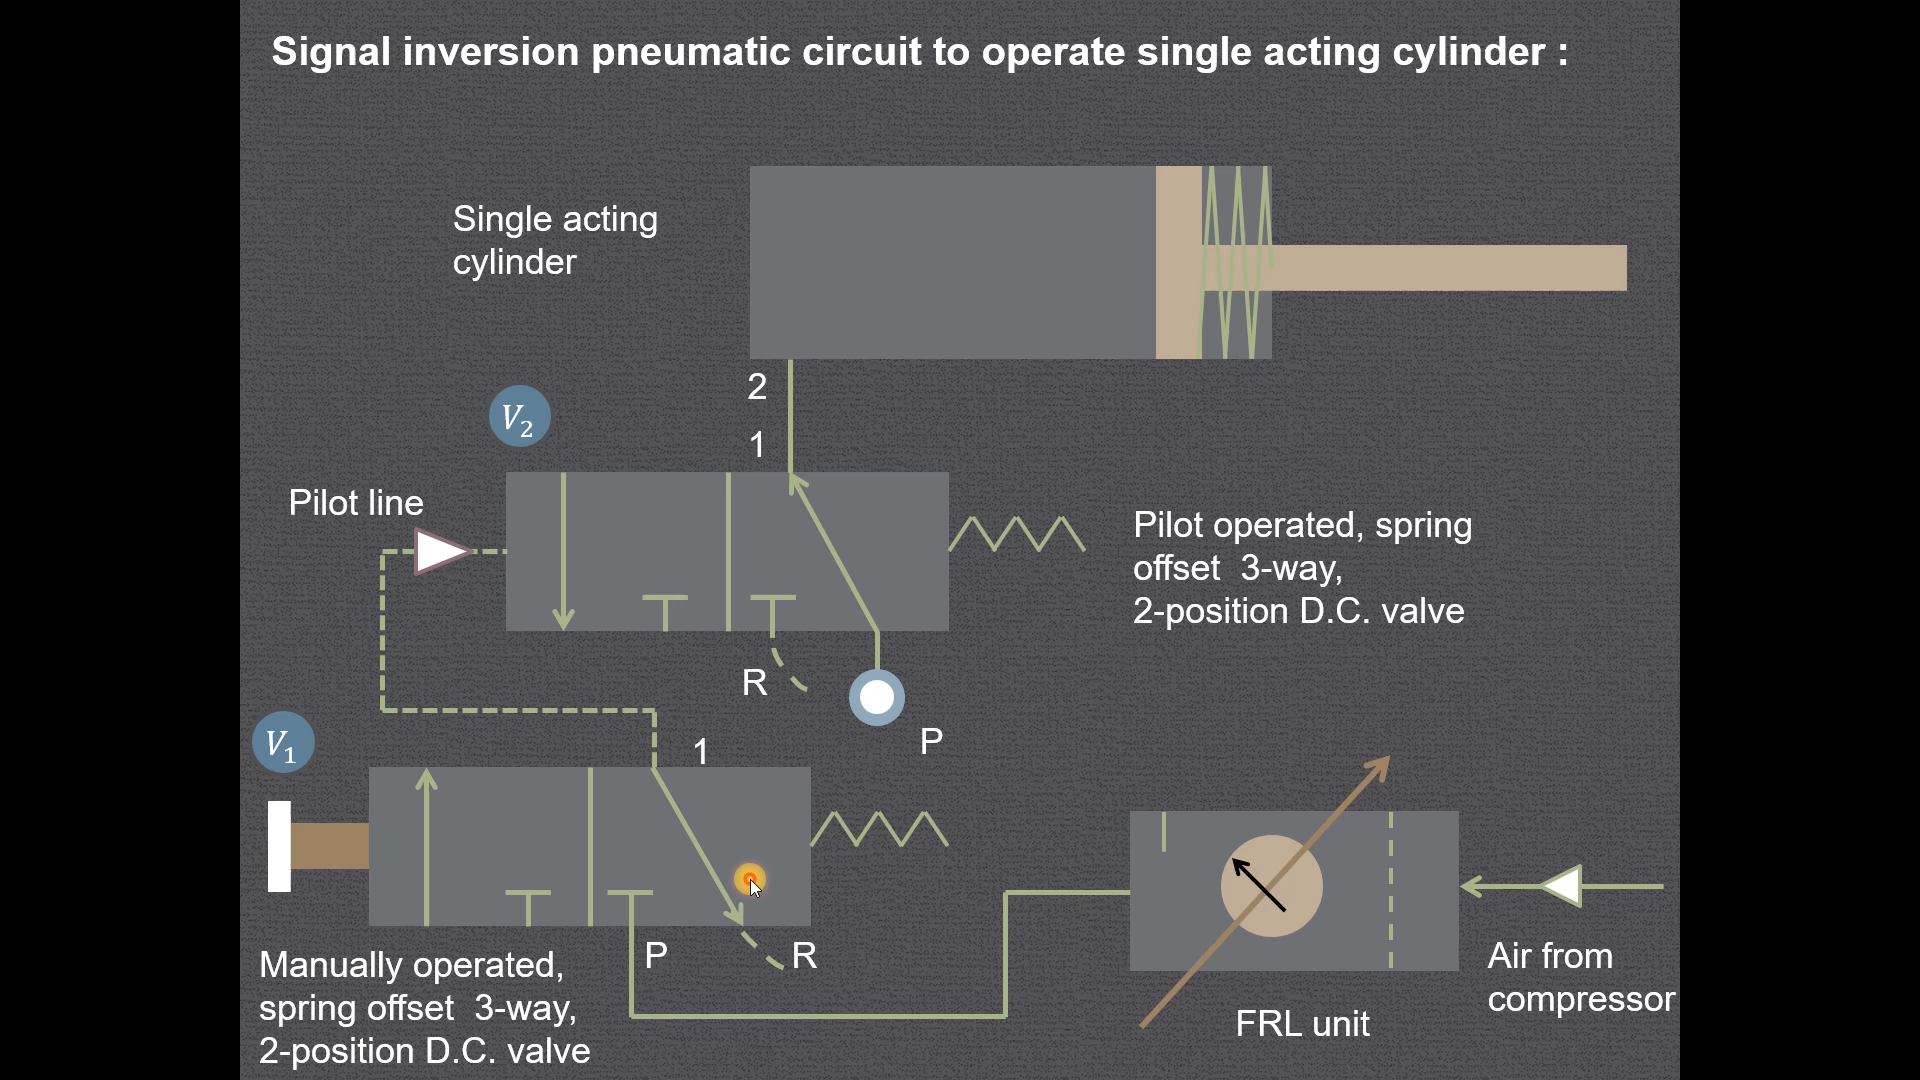 Signal inversion pneumatic circuit to operate single acting cylinder :
Single acting
cylinder
2
V₂
1
Pilot line
Pilot operated, spring
offset  3-way,
2-position D.C. valve
R
P
V₁
1
P
R
Manually operated,
spring offset  3-way,
2-position D.C. valve
Air from
compressor
FRL unit